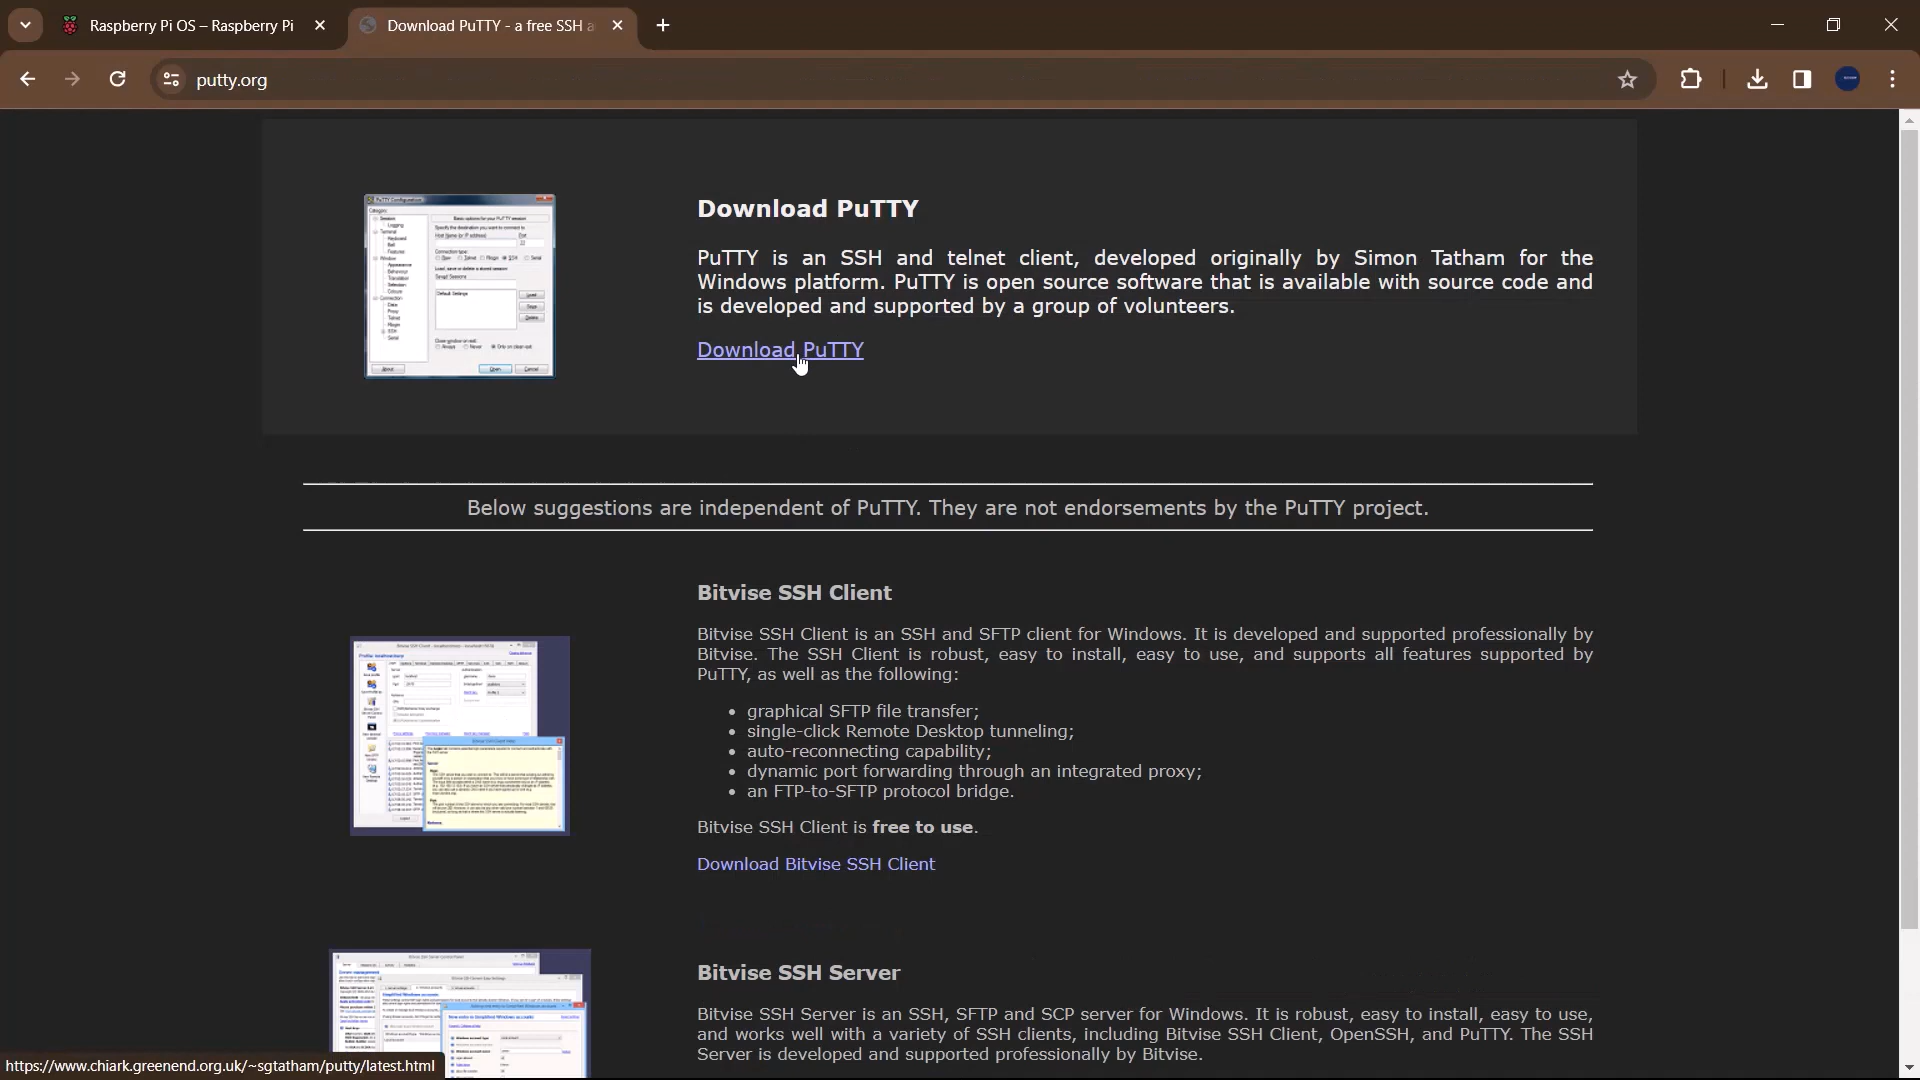 Raspberry Pi OS – Raspberry Pi
Download PuTTY - a free SSH a
putty.org
Download PuTTY
PuTTY is an SSH and telnet client, developed originally by Simon Tatham for the
Windows platform. PuTTY is open source software that is available with source code and
is developed and supported by a group of volunteers.
Download PuTTY
Below suggestions are independent of PuTTY. They are not endorsements by the PuTTY project.
Bitvise SSH Client
Bitvise SSH Client is an SSH and SFTP client for Windows. It is developed and supported professionally by
Bitvise. The SSH Client is robust, easy to install, easy to use, and supports all features supported by
PuTTY, as well as the following:
• graphical SFTP file transfer;
• single-click Remote Desktop tunneling;
• auto-reconnecting capability;
• dynamic port forwarding through an integrated proxy;
• an FTP-to-SFTP protocol bridge.
Bitvise SSH Client is free to use.
Download Bitvise SSH Client
Bitvise SSH Server
Bitvise SSH Server is an SSH, SFTP and SCP server for Windows. It is robust, easy to install, easy to use,
and works well with a variety of SSH clients, including Bitvise SSH Client, OpenSSH, and PuTTY. The SSH
Server is developed and supported professionally by Bitvise.
https://www.chiark.greenend.org.uk/~sgtatham/putty/latest.html